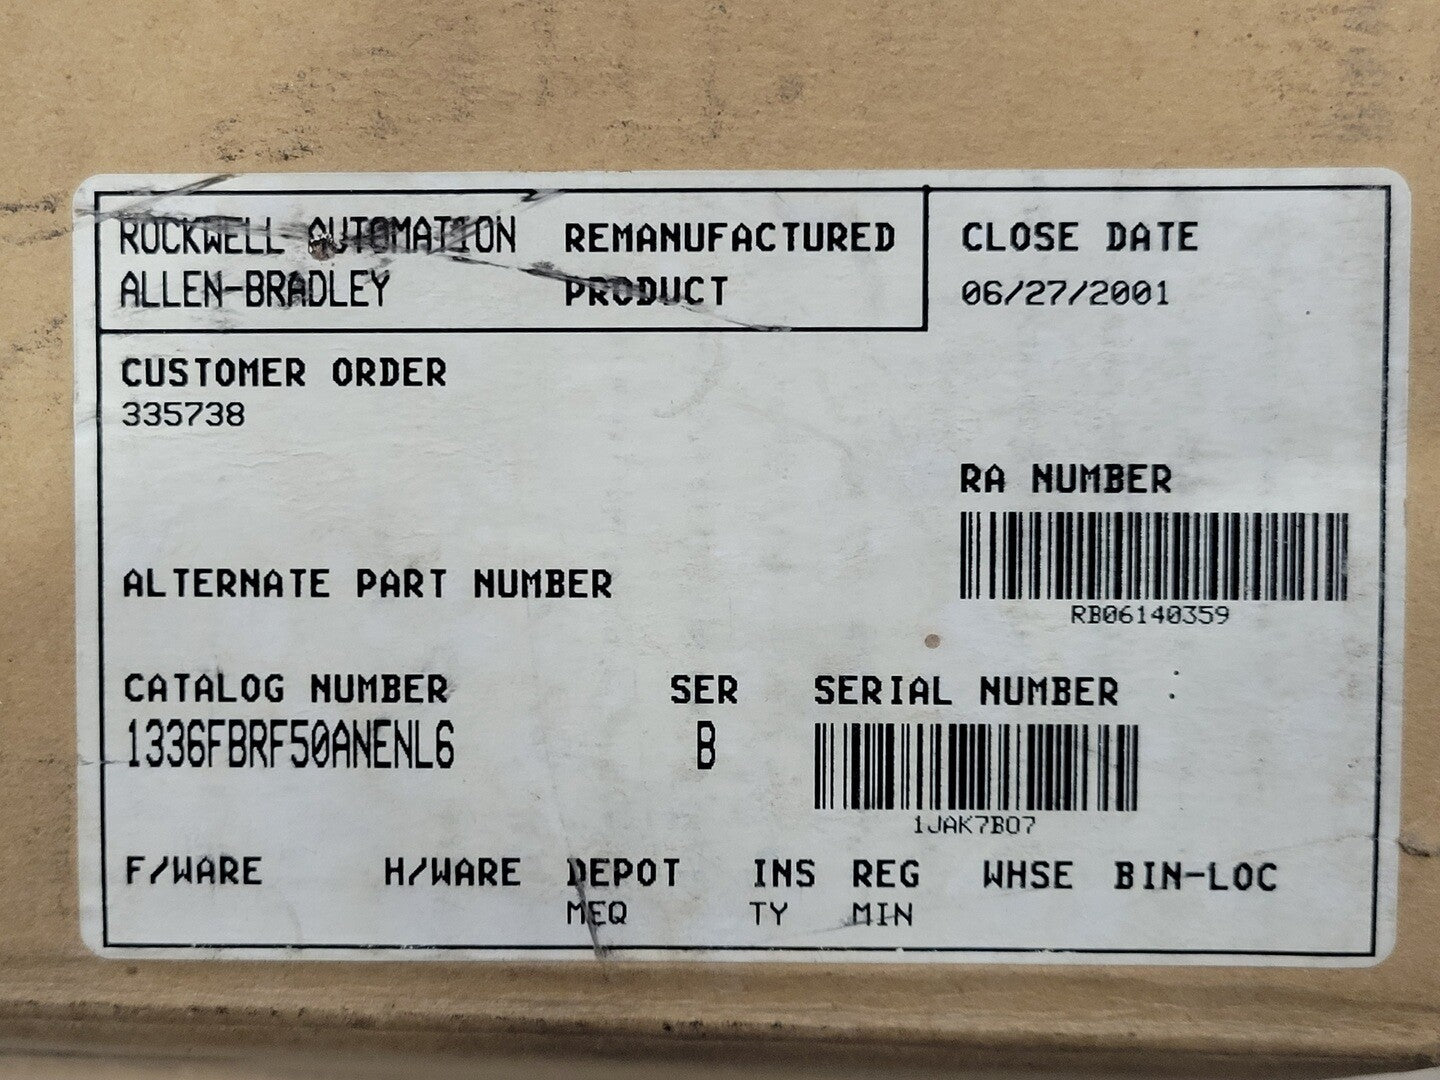 ROCKWELL AUTOMATION REMANUFACTURED
ALLEN-BRADLEY PRODUCT
CLOSE DATE
06/27/2001
CUSTOMER ORDER
335738
RA NUMBER
RB06140359
ALTERNATE PART NUMBER
CATALOG NUMBER SER SERIAL NUMBER
1336FBRF50ANENL6 B
1JAK7B07
F/WARE H/WARE DEPOT INS REG WHSE BIN-LOC
MEQ TY MIN